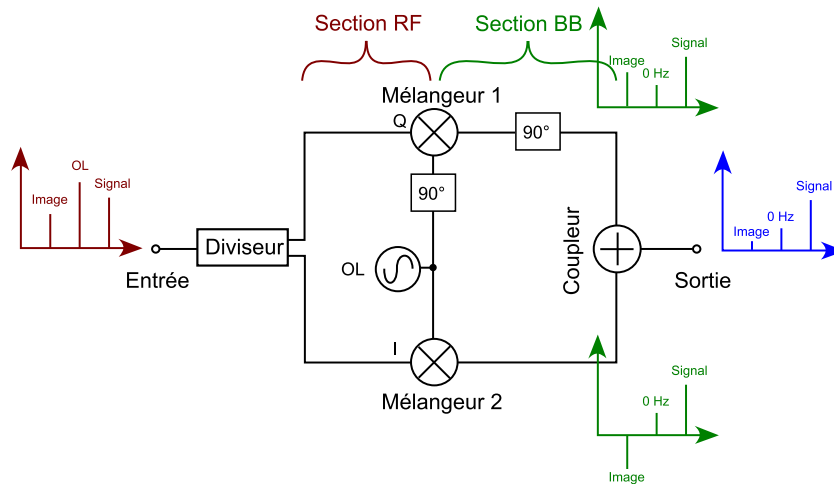 Section RF
Section BB
Signal
Image
0 Hz
Mélangeur 1
Q
90°
90°
OL
Signal
Image
Diviseur
Entrée
OL
Coupleur
Sortie
Signal
0 Hz
Image
I
Mélangeur 2
Signal
0 Hz
Image